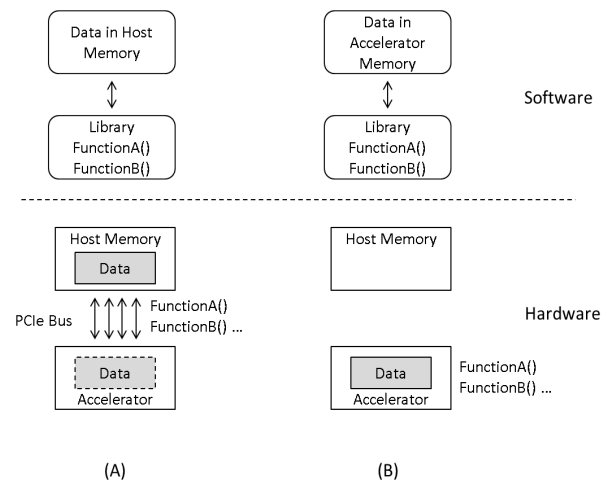 Data in Host
Memory
Data in
Accelerator
Memory
Software
Library
FunctionA()
FunctionB()
Library
FunctionA()
FunctionB()
Host Memory
Data
Host Memory
PCIe Bus
FunctionA()
FunctionB() ...
Hardware
Data
Accelerator
Data
Accelerator
FunctionA()
FunctionB() ...
(A)
(B)